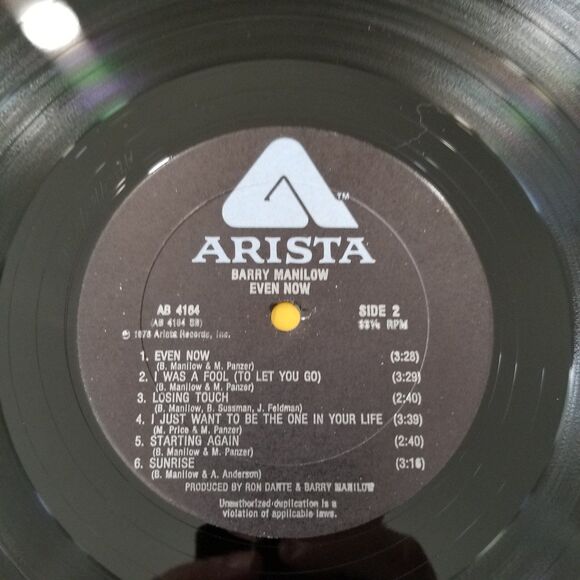 TM
ARISTA
BARRY MANILOW
EVEN NOW
AB 4164 SIDE 2
(AB 4164 SB) 33⅓ RPM
℗ 1978 Arista Records, Inc.
1. EVEN NOW (3:28)
(B. Manilow & M. Panzer)
2. I WAS A FOOL (TO LET YOU GO) (3:29)
(B. Manilow & M. Panzer)
3. LOSING TOUCH (2:40)
(B. Manilow, B. Sussman, J. Feldman)
4. I JUST WANT TO BE THE ONE IN YOUR LIFE (3:39)
(M. Price & M. Panzer)
5. STARTING AGAIN (2:40)
(B. Manilow & M. Panzer)
6. SUNRISE (3:16)
(B. Manilow & A. Anderson)
PRODUCED BY RON DANTE & BARRY MANILOW
Unauthorized duplication is a
violation of applicable laws.